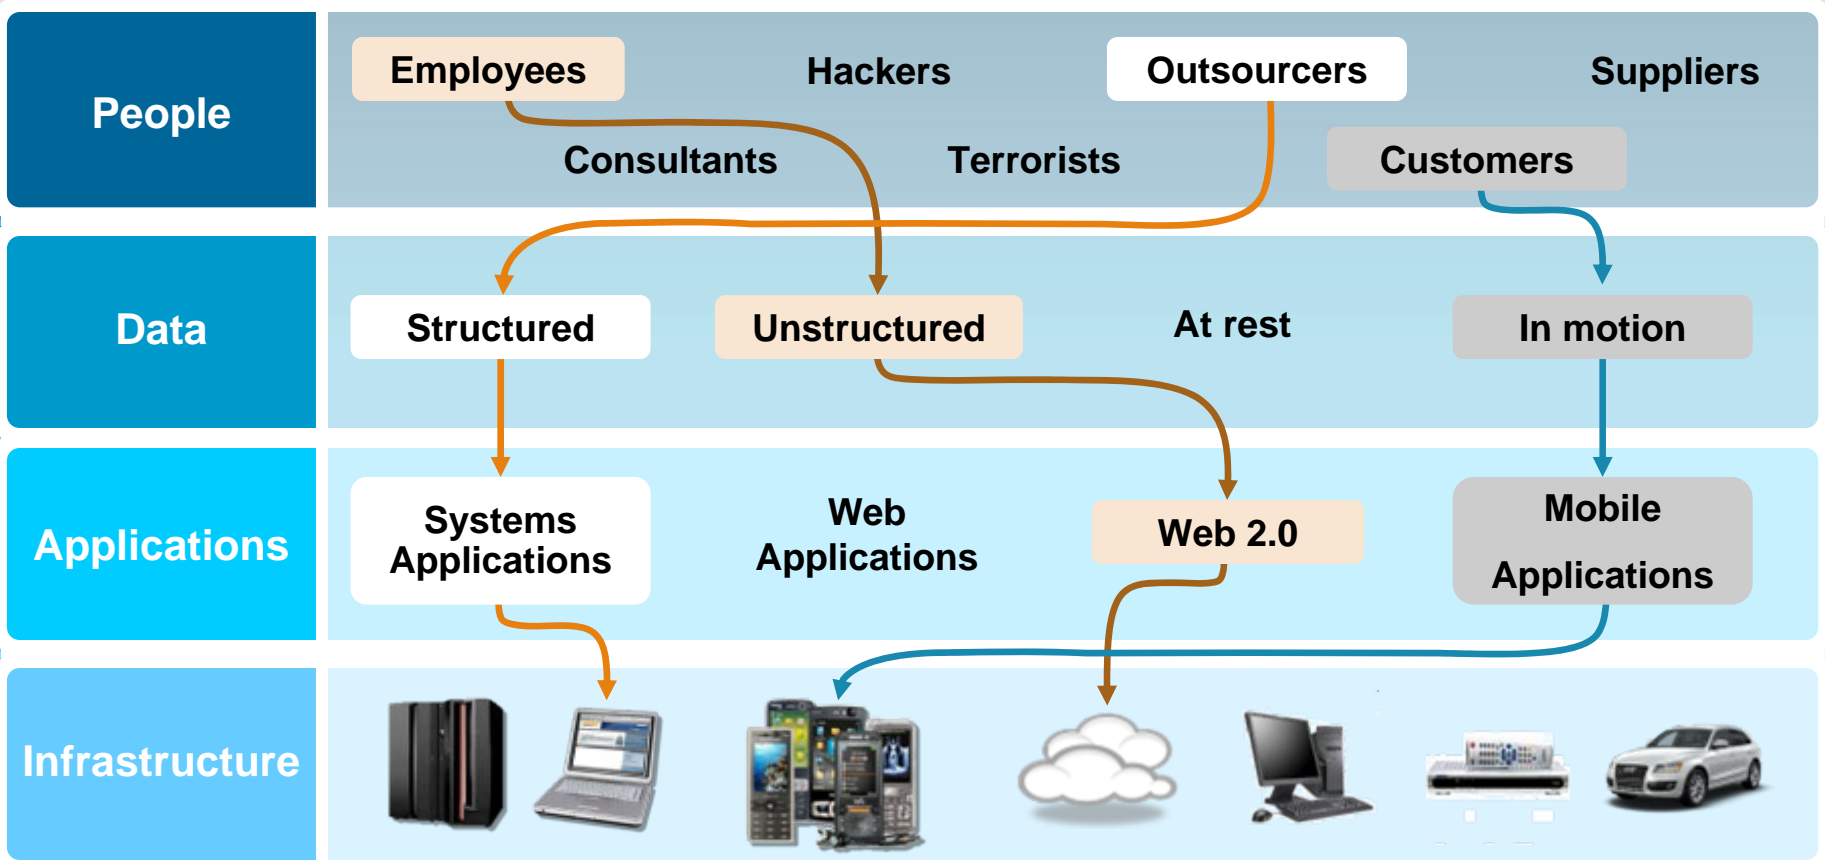 People
Employees
Hackers
Outsourcers
Suppliers
Consultants
Terrorists
Customers
Data
Structured
Unstructured
At rest
In motion
Applications
Systems
Applications
Web
Applications
Web 2.0
Mobile
Applications
Infrastructure